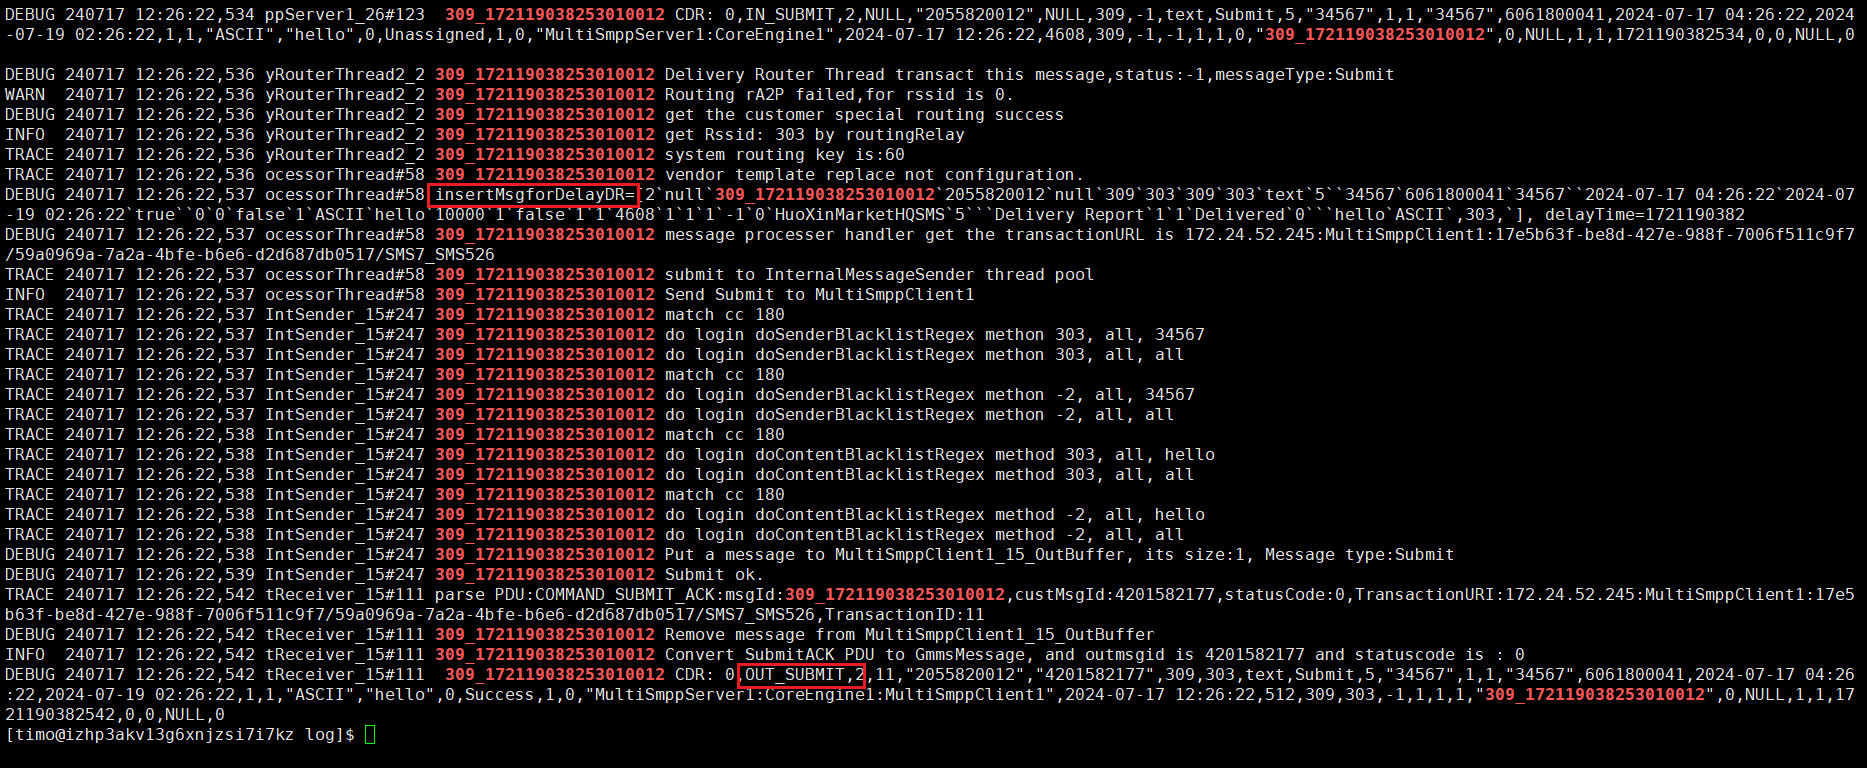 DEBUG 240717 12:26:22,534 ppServer1_26#123  309_172119038253010012 CDR: 0,IN_SUBMIT,2,NULL,"2055820012",NULL,309,-1,text,Submit,5,"34567",1,1,"34567",6061800041,2024-07-17 04:26:22,2024
-07-19 02:26:22,1,1,"ASCII","hello",0,Unassigned,1,0,"MultiSmppServer1:CoreEngine1",2024-07-17 12:26:22,4608,309,-1,-1,1,1,0,"309_172119038253010012",0,NULL,1,1,1721190382534,0,0,NULL,0
DEBUG 240717 12:26:22,536 yRouterThread2_2 309_172119038253010012 Delivery Router Thread transact this message,status:-1,messageType:Submit
WARN  240717 12:26:22,536 yRouterThread2_2 309_172119038253010012 Routing rA2P failed,for rssid is 0.
DEBUG 240717 12:26:22,536 yRouterThread2_2 309_172119038253010012 get the customer special routing success
INFO  240717 12:26:22,536 yRouterThread2_2 309_172119038253010012 get Rssid: 303 by routingRelay
TRACE 240717 12:26:22,536 yRouterThread2_2 309_172119038253010012 system routing key is:60
TRACE 240717 12:26:22,536 ocessorThread#58 309_172119038253010012 vendor template replace not configuration.
DEBUG 240717 12:26:22,537 ocessorThread#58 insertMsgforDelayDR=[2`null`309_172119038253010012`2055820012`null`309`303`309`303`text`5``34567`6061800041`34567``2024-07-17 04:26:22`2024-07
-19 02:26:22`true``0`0`false`1`ASCII`hello`10000`1`false`1`1`4608`1`1`1`-1`0`HuoXinMarketHQSMS`5```Delivery Report`1`1`Delivered`0```hello`ASCII`,303,`], delayTime=1721190382
DEBUG 240717 12:26:22,537 ocessorThread#58 309_172119038253010012 message processer handler get the transactionURL is 172.24.52.245:MultiSmppClient1:17e5b63f-be8d-427e-988f-7006f511c9f7
/59a0969a-7a2a-4bfe-b6e6-d2d687db0517/SMS7_SMS526
TRACE 240717 12:26:22,537 ocessorThread#58 309_172119038253010012 submit to InternalMessageSender thread pool
INFO  240717 12:26:22,537 ocessorThread#58 309_172119038253010012 Send Submit to MultiSmppClient1
TRACE 240717 12:26:22,537 IntSender_15#247 309_172119038253010012 match cc 180
TRACE 240717 12:26:22,537 IntSender_15#247 309_172119038253010012 do login doSenderBlacklistRegex methon 303, all, 34567
TRACE 240717 12:26:22,537 IntSender_15#247 309_172119038253010012 do login doSenderBlacklistRegex methon 303, all, all
TRACE 240717 12:26:22,537 IntSender_15#247 309_172119038253010012 match cc 180
TRACE 240717 12:26:22,537 IntSender_15#247 309_172119038253010012 do login doSenderBlacklistRegex methon -2, all, 34567
TRACE 240717 12:26:22,537 IntSender_15#247 309_172119038253010012 do login doSenderBlacklistRegex methon -2, all, all
TRACE 240717 12:26:22,538 IntSender_15#247 309_172119038253010012 match cc 180
TRACE 240717 12:26:22,538 IntSender_15#247 309_172119038253010012 do login doContentBlacklistRegex method 303, all, hello
TRACE 240717 12:26:22,538 IntSender_15#247 309_172119038253010012 do login doContentBlacklistRegex method 303, all, all
TRACE 240717 12:26:22,538 IntSender_15#247 309_172119038253010012 match cc 180
TRACE 240717 12:26:22,538 IntSender_15#247 309_172119038253010012 do login doContentBlacklistRegex method -2, all, hello
TRACE 240717 12:26:22,538 IntSender_15#247 309_172119038253010012 do login doContentBlacklistRegex method -2, all, all
DEBUG 240717 12:26:22,538 IntSender_15#247 309_172119038253010012 Put a message to MultiSmppClient1_15_OutBuffer, its size:1, Message type:Submit
DEBUG 240717 12:26:22,539 IntSender_15#247 309_172119038253010012 Submit ok.
TRACE 240717 12:26:22,542 tReceiver_15#111 parse PDU:COMMAND_SUBMIT_ACK:msgId:309_172119038253010012,custMsgId:4201582177,statusCode:0,TransactionURI:172.24.52.245:MultiSmppClient1:17e5
b63f-be8d-427e-988f-7006f511c9f7/59a0969a-7a2a-4bfe-b6e6-d2d687db0517/SMS7_SMS526,TransactionID:11
DEBUG 240717 12:26:22,542 tReceiver_15#111 309_172119038253010012 Remove message from MultiSmppClient1_15_OutBuffer
INFO  240717 12:26:22,542 tReceiver_15#111 309_172119038253010012 Convert SubmitACK PDU to GmmsMessage, and outmsgid is 4201582177 and statuscode is : 0
DEBUG 240717 12:26:22,542 tReceiver_15#111  309_172119038253010012 CDR: 0,OUT_SUBMIT,2,11,"2055820012","4201582177",309,303,text,Submit,5,"34567",1,1,"34567",6061800041,2024-07-17 04:26
:22,2024-07-19 02:26:22,1,1,"ASCII","hello",0,Success,1,0,"MultiSmppServer1:CoreEngine1:MultiSmppClient1",2024-07-17 12:26:22,512,309,303,-1,1,1,1,"309_172119038253010012",0,NULL,1,1,17
21190382542,0,0,NULL,0
[timo@izhp3akv13g6xnjzsi7i7kz log]$